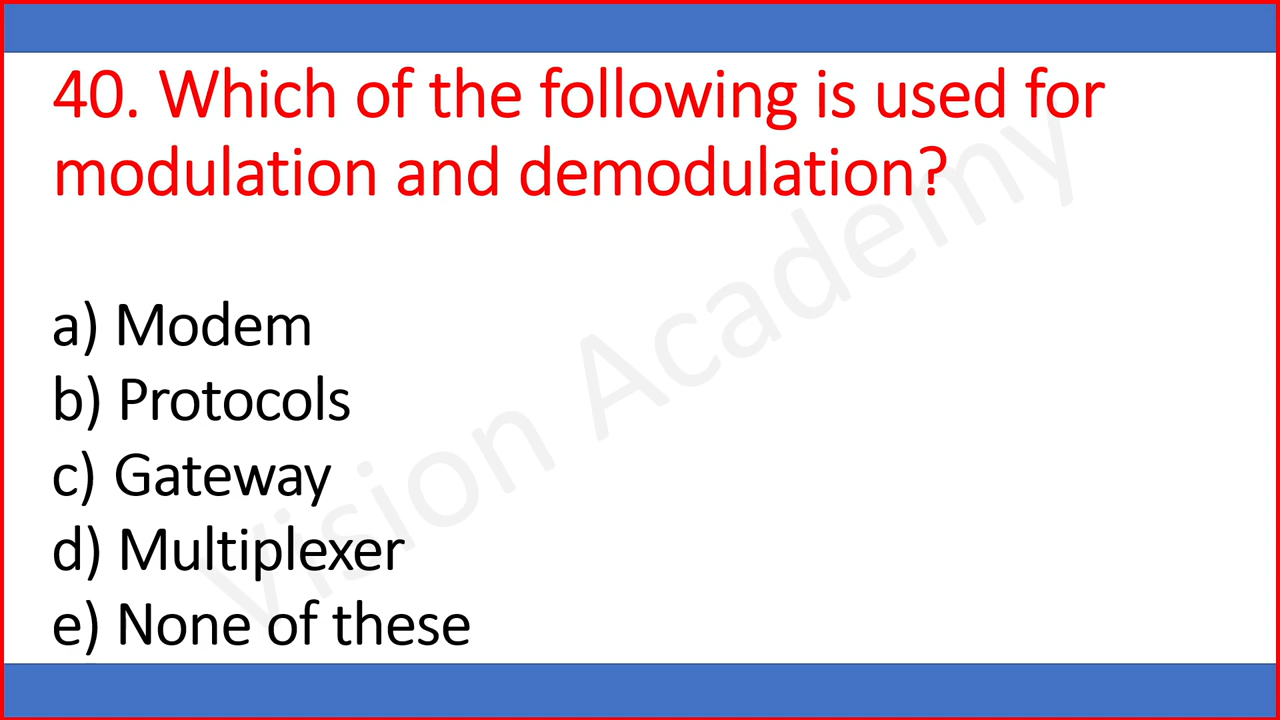 40. Which of the following is used for
modulation and demodulation?
a) Modem
b) Protocols
c) Gateway
d) Multiplexer
e) None of these
Vision Academy